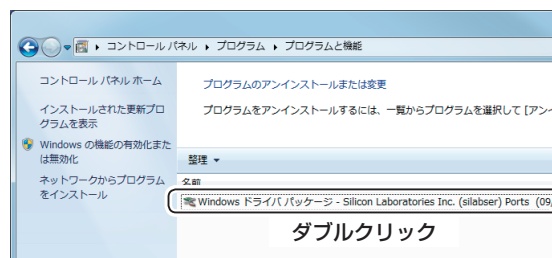 コントロール パネル ▸ プログラム ▸ プログラムと機能
コントロール パネル ホーム
インストールされた更新プロ
グラムを表示
Windows の機能の有効化また
は無効化
ネットワークからプログラム
をインストール
プログラムのアンインストールまたは変更
プログラムをアンインストールするには、一覧からプログラムを選択して [アン
整理
名前
Windows ドライバ パッケージ - Silicon Laboratories Inc. (silabser) Ports (09/
ダブルクリック